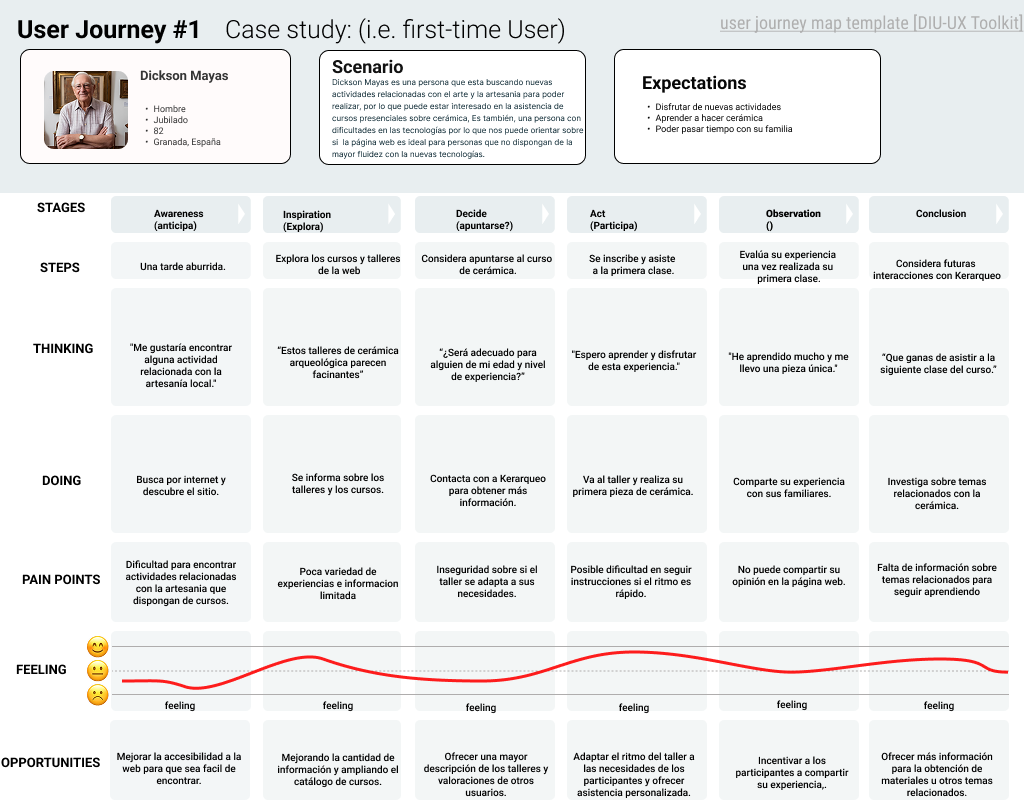 User Journey #1 Case study: (i.e. first-time User)
user journey map template [DIU-UX Toolkit]
Dickson Mayas
• Hombre
• Jubilado
• 82
• Granada, España
Scenario
Dickson Mayas es una persona que esta buscando nuevas
actividades relacionadas con el arte y la artesania para poder
realizar, por lo que puede estar interesado en la asistencia de
cursos presenciales sobre cerámica, Es también, una persona con
dificultades en las tecnologías por lo que nos puede orientar sobre
si la página web es ideal para personas que no dispongan de la
mayor fluidez con la nuevas tecnologías.
Expectations
• Disfrutar de nuevas actividades
• Aprender a hacer cerámica
• Poder pasar tiempo con su familia
STAGES
Awareness
(anticipa)
Inspiration
(Explora)
Decide
(apuntarse?)
Act
(Participa)
Observation
()
Conclusion
STEPS
Una tarde aburrida.
Explora los cursos y talleres
de la web
Considera apuntarse al curso
de cerámica.
Se inscribe y asiste
a la primera clase.
Evalúa su experiencia
una vez realizada su
primera clase.
Considera futuras
interacciones con Kerarqueo
THINKING
"Me gustaría encontrar
alguna actividad
relacionada con la
artesanía local."
“Estos talleres de cerámica
arqueológica parecen
facinantes”
“¿Será adecuado para
alguien de mi edad y nivel
de experiencia?”
"Espero aprender y disfrutar
de esta experiencia."
"He aprendido mucho y me
llevo una pieza única."
“Que ganas de asistir a la
siguiente clase del curso.”
DOING
Busca por internet y
descubre el sitio.
Se informa sobre los
talleres y los cursos.
Contacta con a Kerarqueo
para obtener más
información.
Va al taller y realiza su
primera pieza de cerámica.
Comparte su experiencia
con sus familiares.
Investiga sobre temas
relacionados con la
cerámica.
PAIN POINTS
Dificultad para encontrar
actividades relacionadas
con la artesania que
dispongan de cursos.
Poca variedad de
experiencias e informacion
limitada
Inseguridad sobre si el
taller se adapta a sus
necesidades.
Posible dificultad en seguir
instrucciones si el ritmo es
rápido.
No puede compartir su
opinión en la página web.
Falta de información sobre
temas relacionados para
seguir aprendiendo
FEELING
feeling
feeling
feeling
feeling
feeling
feeling
OPPORTUNITIES
Mejorar la accesibilidad a la
web para que sea facil de
encontrar.
Mejorando la cantidad de
información y ampliando el
catálogo de cursos.
Ofrecer una mayor
descripción de los talleres y
valoraciones de otros
usuarios.
Adaptar el ritmo del taller a
las necesidades de los
participantes y ofrecer
asistencia personalizada.
Incentivar a los
participantes a compartir
su experiencia,.
Ofrecer más información
para la obtención de
materiales u otros temas
relacionados.